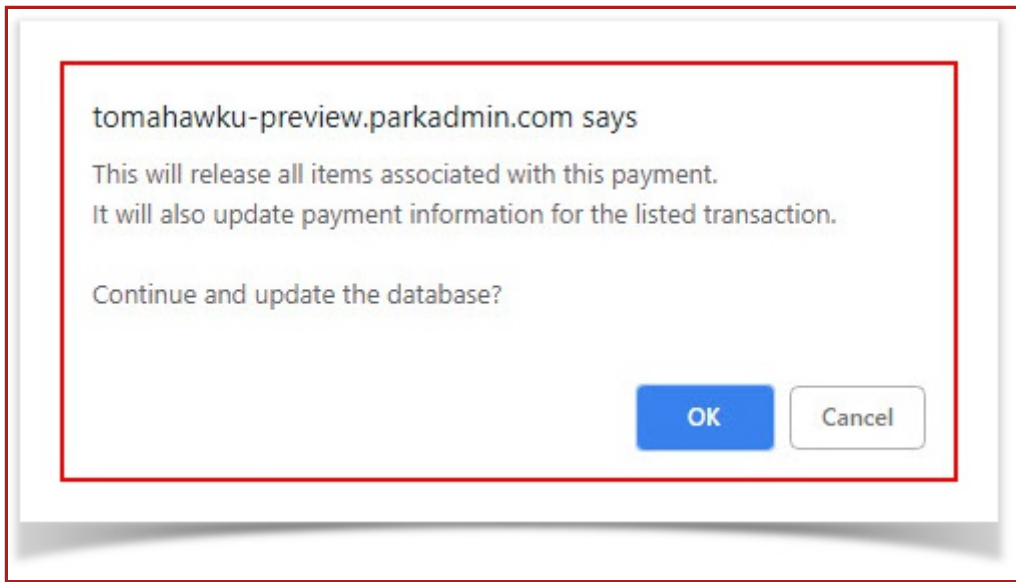 tomahawku-preview.parkadmin.com says
This will release all items associated with this payment.
It will also update payment information for the listed transaction.
Continue and update the database?
OK
Cancel